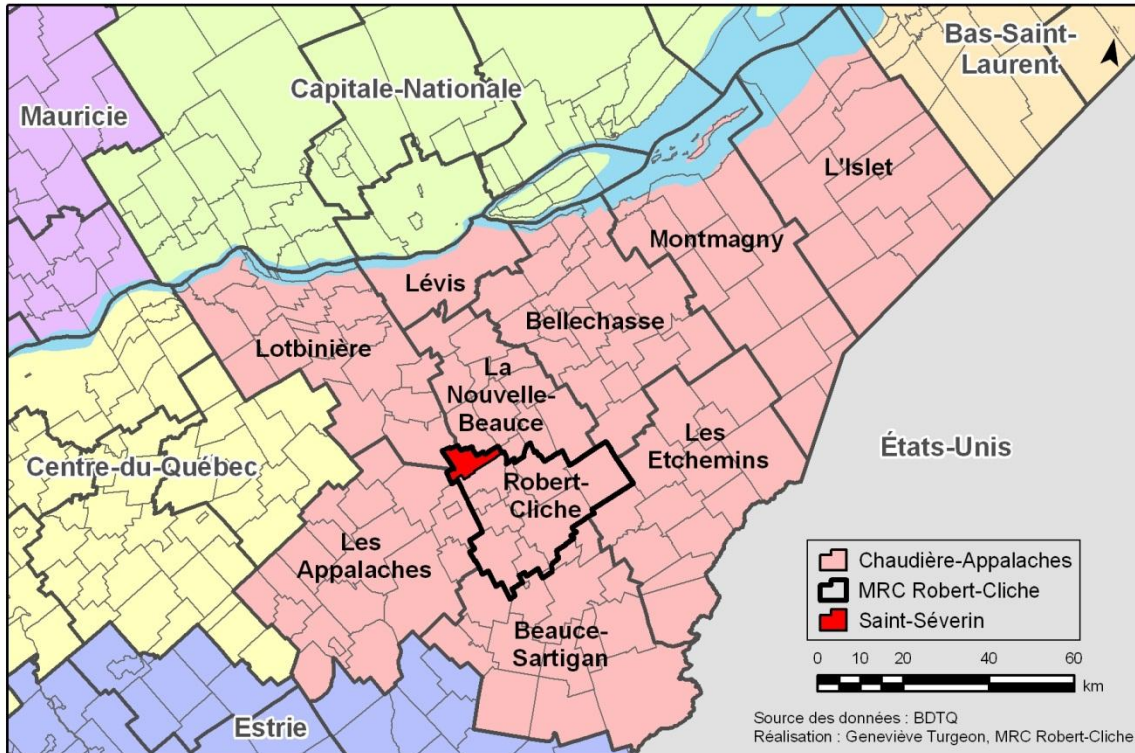 Bas-Saint-
Laurent
Capitale-Nationale
Mauricie
L'Islet
Montmagny
Lévis
Bellechasse
Lotbinière
La
Nouvelle-
Beauce
Les
Etchemins
États-Unis
Centre-du-Québec
Robert-
Cliche
Les
Appalaches
Beauce-
Sartigan
Estrie
Chaudière-Appalaches
MRC Robert-Cliche
Saint-Séverin
0 10 20 40 60
km
Source des données : BDTQ
Réalisation : Geneviève Turgeon, MRC Robert-Cliche